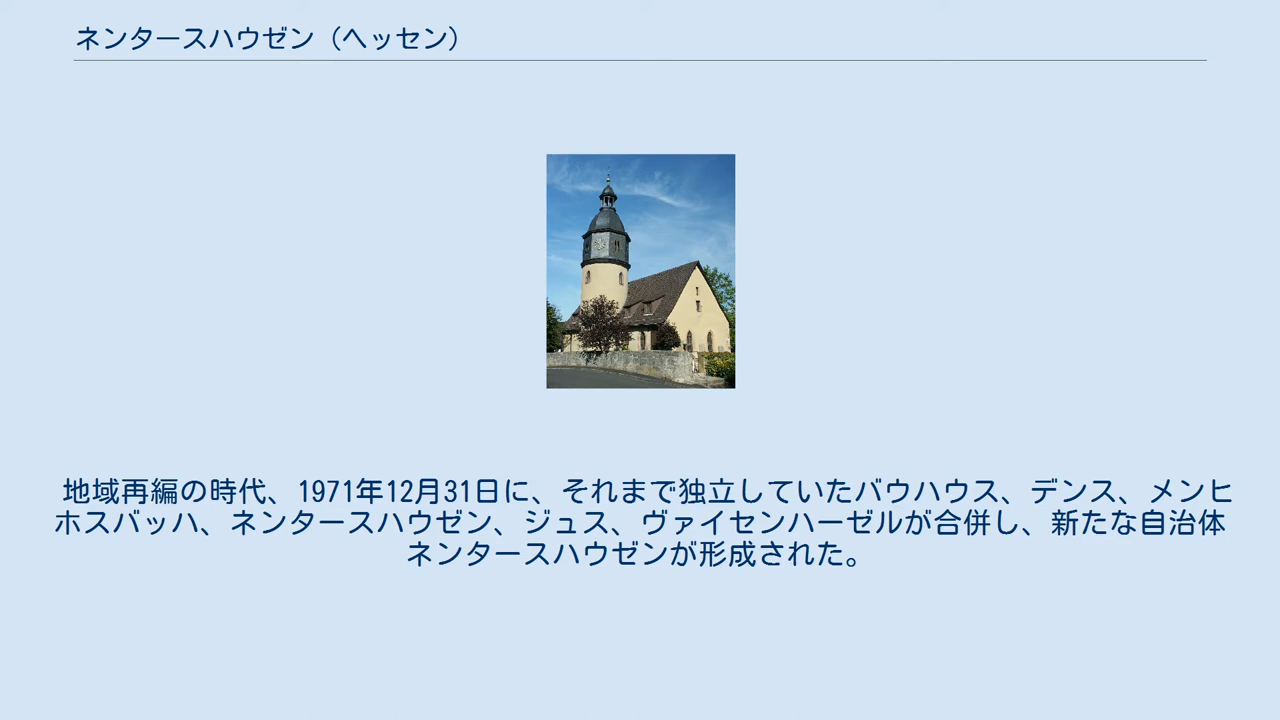 ネンタースハウゼン（ヘッセン）
地域再編の時代、1971年12月31日に、それまで独立していたバウハウス、デンス、メンヒ
ホスバッハ、ネンタースハウゼン、ジュス、ヴァイセンハーゼルが合併し、新たな自治体
ネンタースハウゼンが形成された。